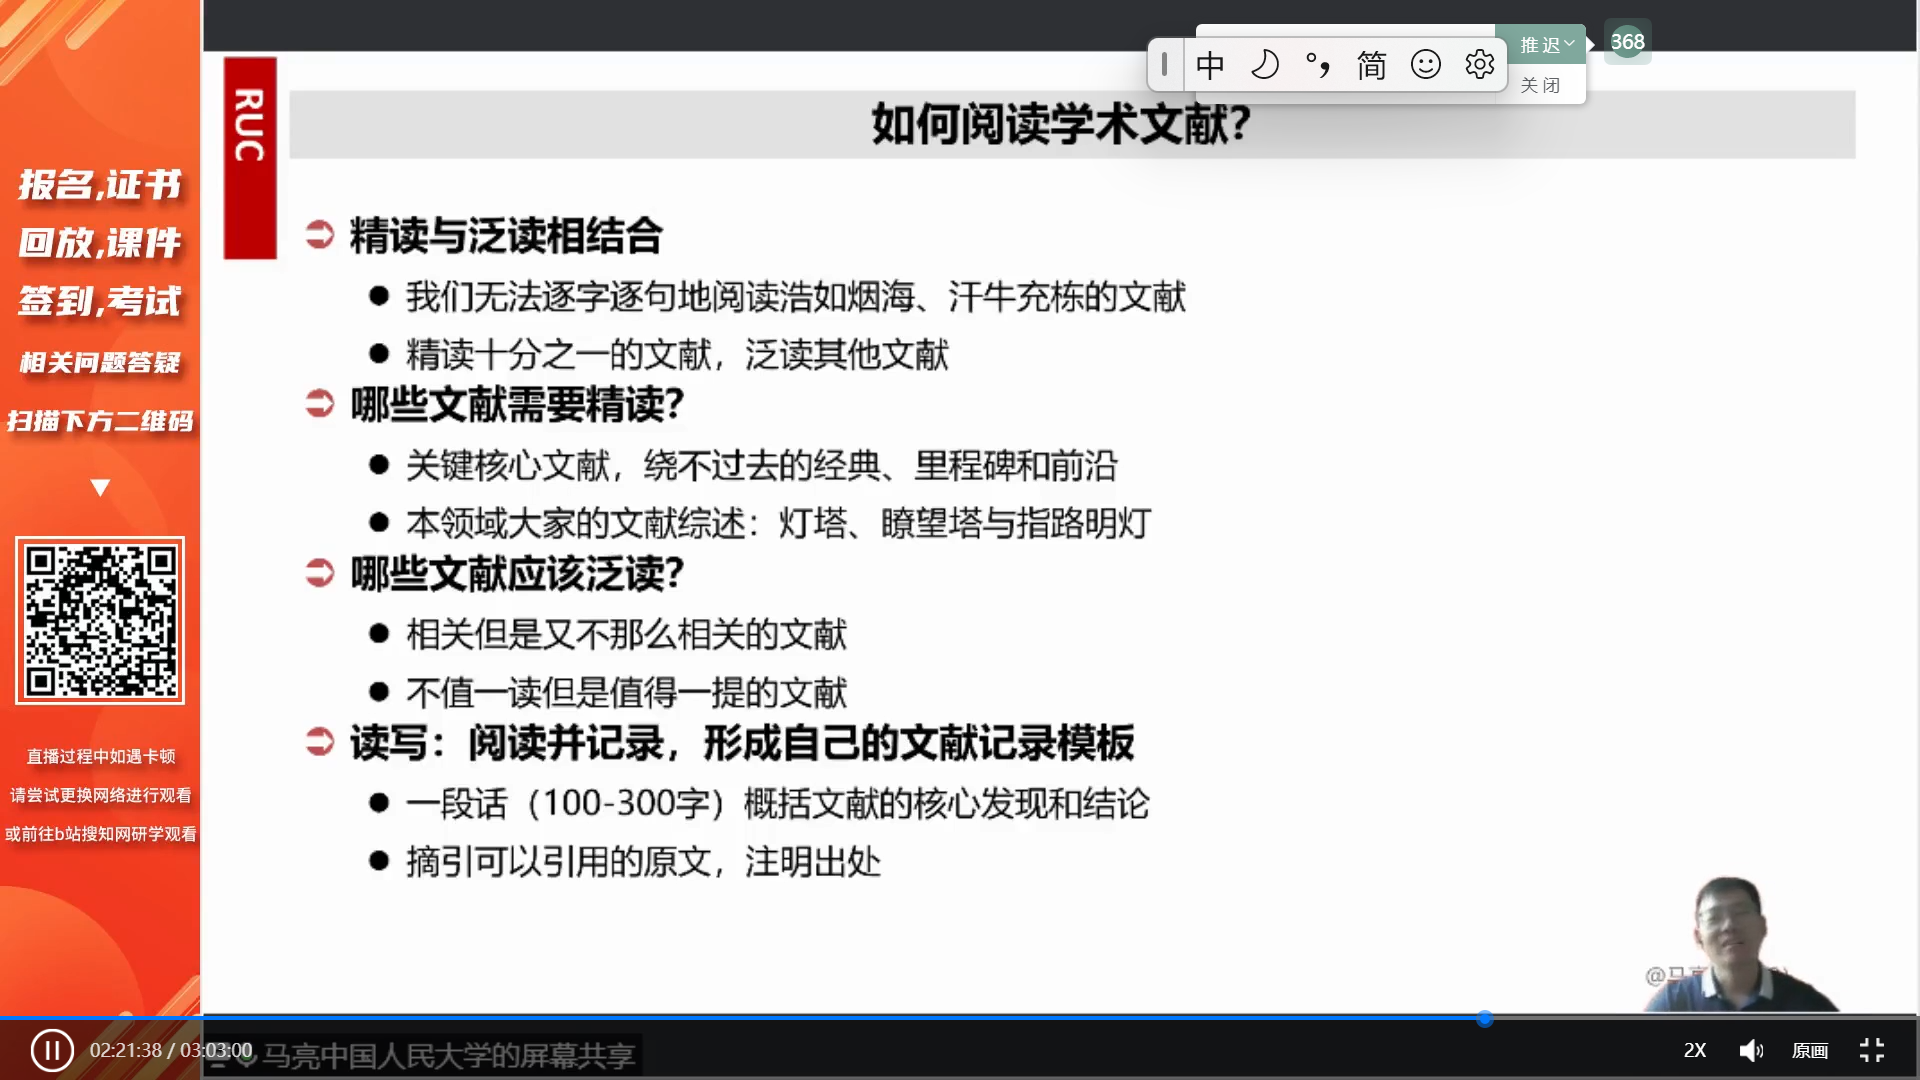 中 简
推迟
368
关闭
RUC
如何阅读学术文献?
报名,证书
回放,课件
签到,考试
相关问题答疑
扫描下方二维码
直播过程中如遇卡顿
请尝试更换网络进行观看
或前往b站搜知网研学观看
精读与泛读相结合
我们无法逐字逐句地阅读浩如烟海、汗牛充栋的文献
精读十分之一的文献，泛读其他文献
哪些文献需要精读?
关键核心文献，绕不过去的经典、里程碑和前沿
本领域大家的文献综述：灯塔、瞭望塔与指路明灯
哪些文献应该泛读?
相关但是又不那么相关的文献
不值一读但是值得一提的文献
读写：阅读并记录，形成自己的文献记录模板
一段话（100-300字）概括文献的核心发现和结论
摘引可以引用的原文，注明出处
@马
02:21:38 / 03:03:00
马亮中国人民大学的屏幕共享
2X
原画